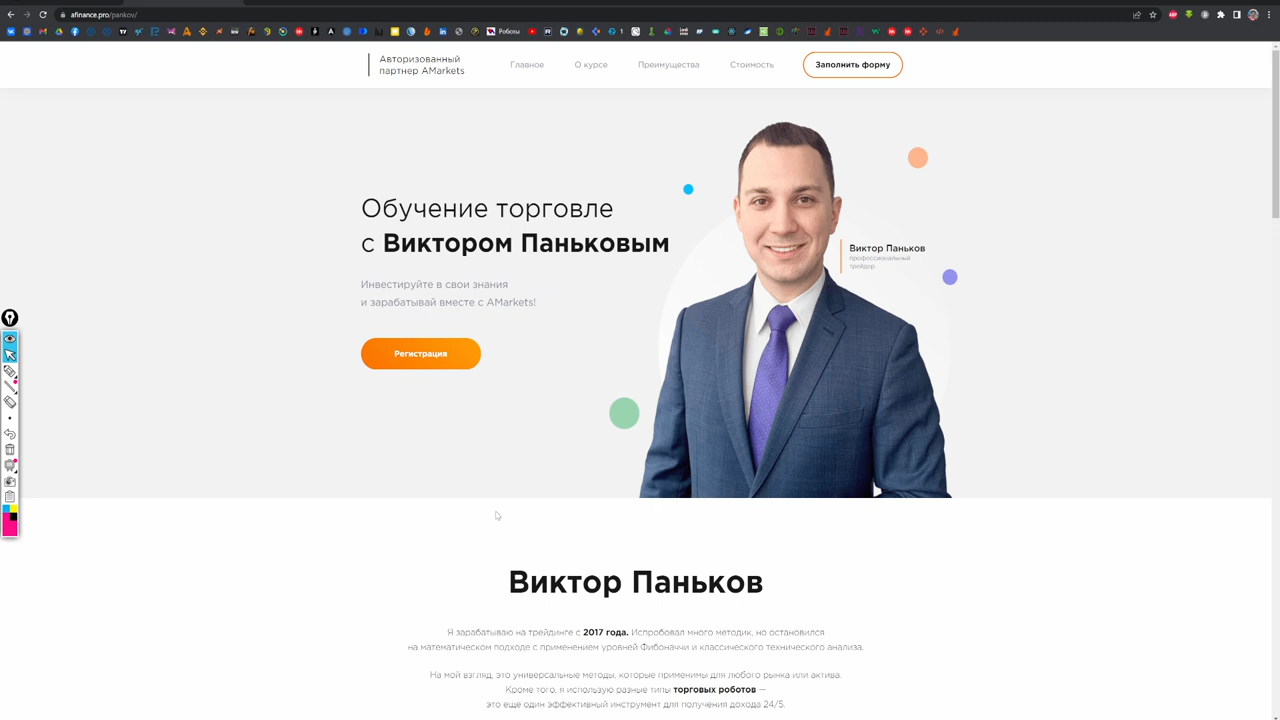 afinance.pro/pankov/
Роботы
1
Авторизованный
партнер AMarkets
Главное
О курсе
Преимущества
Стоимость
Заполнить форму
Обучение торговле
с Виктором Паньковым
Инвестируйте в свои знания
и зарабатывай вместе с AMarkets!
Регистрация
Виктор Паньков
профессиональный
трейдер
Виктор Паньков
Я зарабатываю на трейдинге с 2017 года. Испробовал много методик, но остановился
на математическом подходе с применением уровней Фибоначчи и классического технического анализа.
На мой взгляд, это универсальные методы, которые применимы для любого рынка или актива.
Кроме того, я использую разные типы торговых роботов —
это еще один эффективный инструмент для получения дохода 24/5.